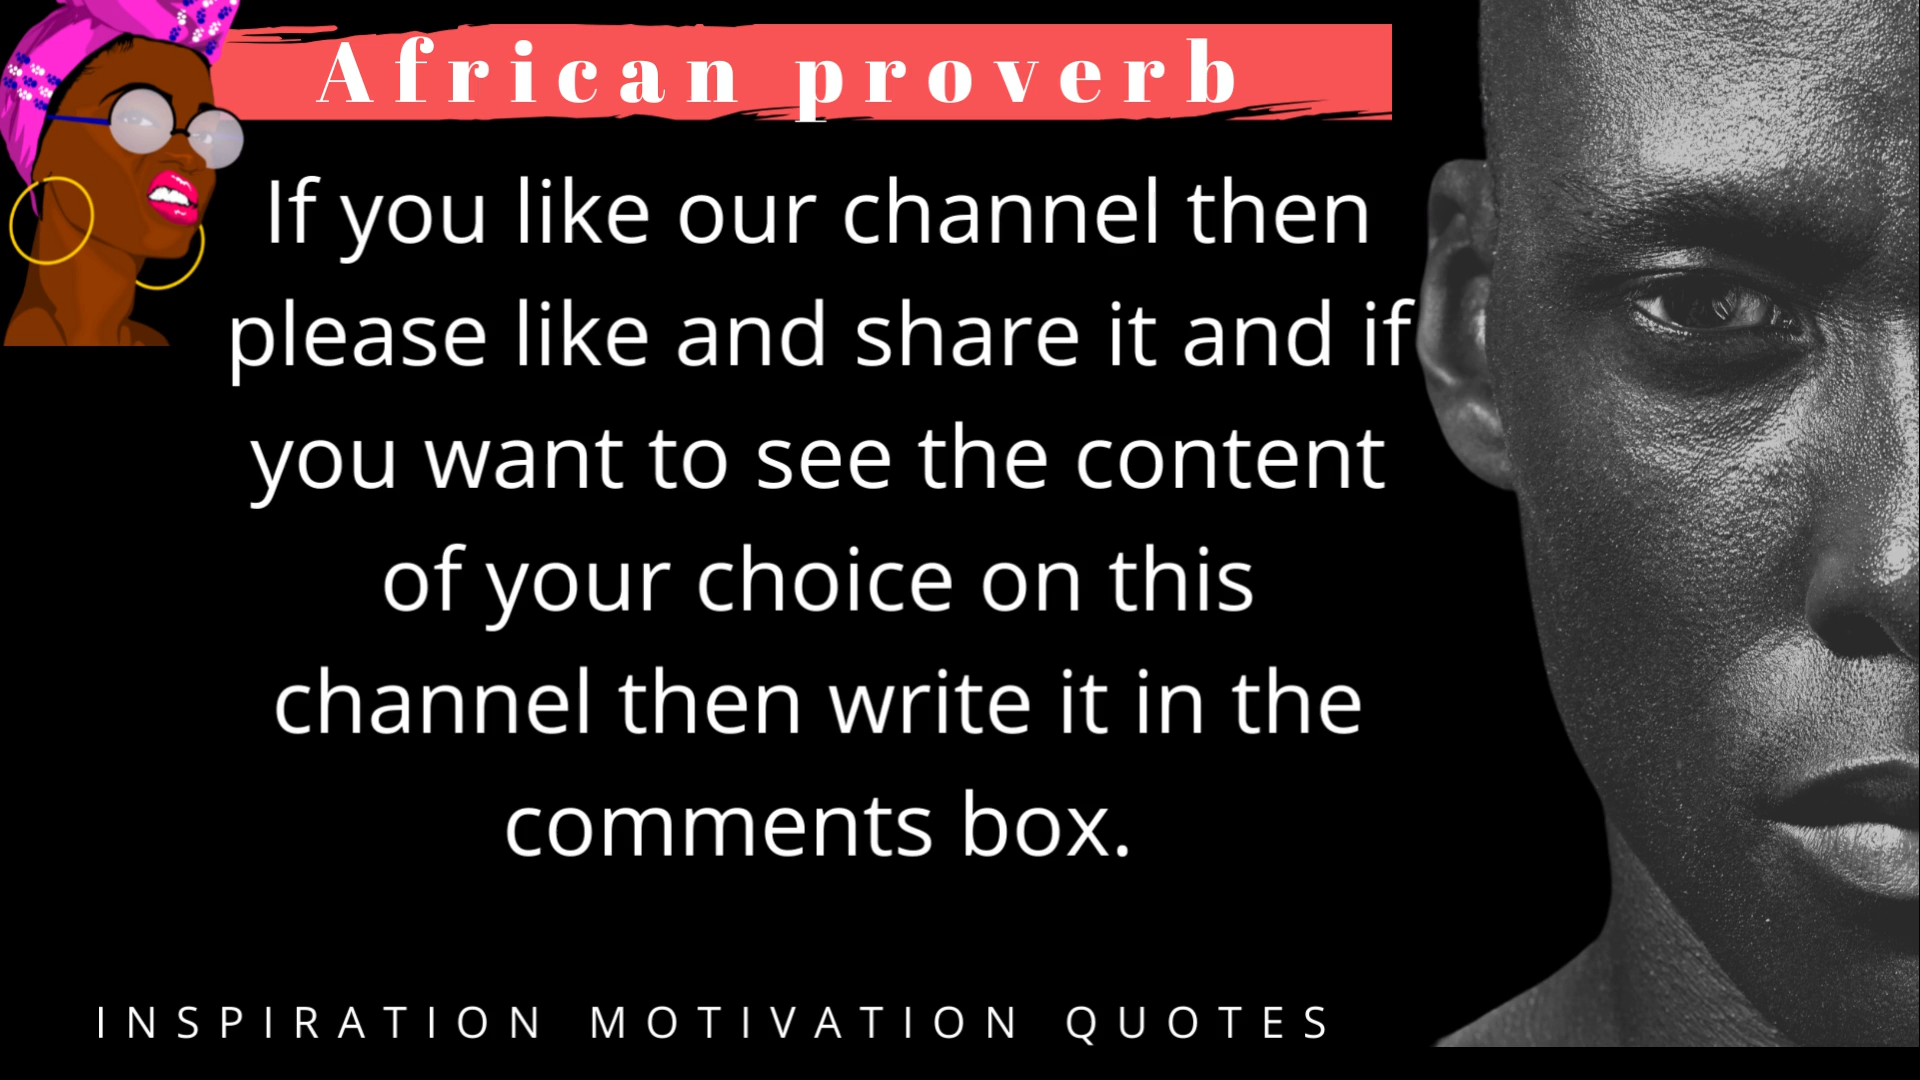 African proverb
If you like our channel then
please like and share it and if
you want to see the content
of your choice on this
channel then write it in the
comments box.
INSPIRATION MOTIVATION QUOTES